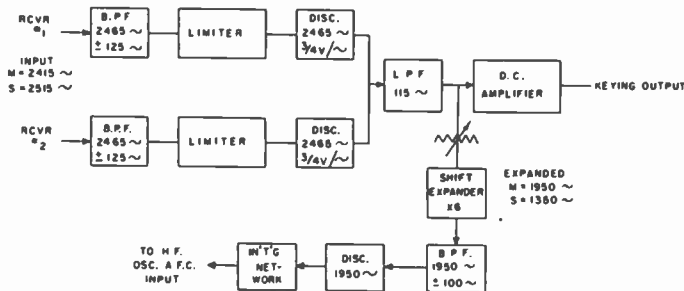 RCVR
#1
B.P.F
2465 ~
± 125 ~
LIMITER
DISC.
2465 ~
3/4V/~
INPUT
M = 2415 ~
S = 2515 ~
L P F
115 ~
D.C.
AMPLIFIER
KEYING OUTPUT
RCVR
#2
B.P.F.
2465 ~
± 125 ~
LIMITER
DISC.
2465 ~
3/4V/~
SHIFT
EXPANDER
X6
EXPANDED
M = 1950 ~
S = 1350 ~
TO H F.
OSC. A F.C.
INPUT
IN'T'G
NET-
WORK
DISC.
1950 ~
B.P.F.
1950 ~
± 100 ~